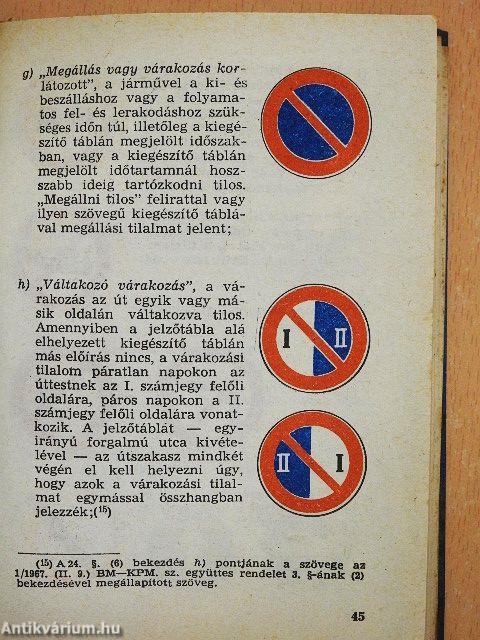 g) „Megállás vagy várakozás kor-
látozott", a járművel a ki- és
beszálláshoz vagy a folyama-
tos fel- és lerakodáshoz szük-
séges időn túl, illetőleg a kiegé-
szítő táblán megjelölt időszak-
ban, vagy a kiegészítő táblán
megjelölt időtartamnál hosz-
szabb ideig tartózkodni tilos.
„Megállni tilos" felirattal vagy
ilyen szövegű kiegészítő táblá-
val megállási tilalmat jelent;
h) „Váltakozó várakozás", a vá-
rakozás az út egyik vagy má-
sik oldalán váltakozva tilos.
Amennyiben a jelzőtábla alá
elhelyezett kiegészítő táblán
más előírás nincs, a várakozási
tilalom páratlan napokon az
úttestnek az I. számjegy felőli
oldalára, páros napokon a II.
számjegy felőli oldalára vonat-
kozik. A jelzőtáblát — egy-
irányú forgalmú utca kivéte-
lével — az útszakasz mindkét
végén el kell helyezni úgy,
hogy azok a várakozási tilal-
mat egymással összhangban
jelezzék;(¹⁵)
I II
II I
(¹⁵) A 24. §. (6) bekezdés h) pontjának a szövege az
1/1967. (II. 9.) BM—KPM. sz. együttes rendelet 3. §-ának (2)
bekezdésével megállapított szöveg.
45
Antikvárium.hu